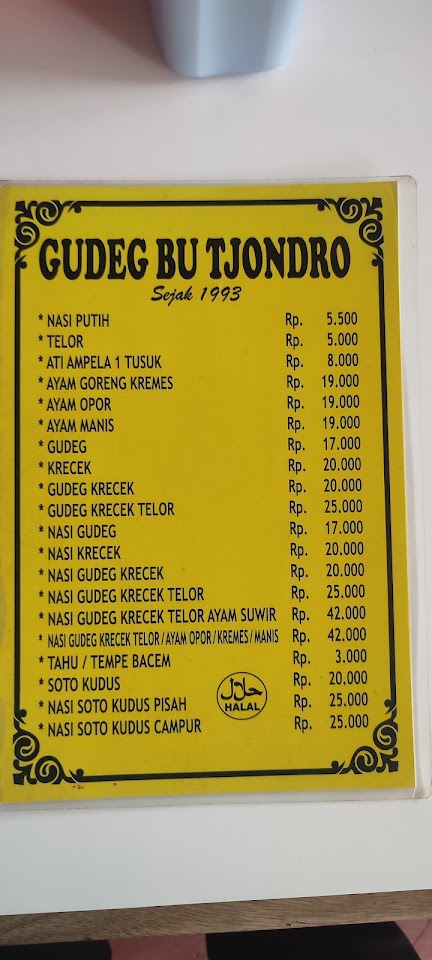 GUDEG BU TJONDRO
Sejak 1993
* NASI PUTIH Rp. 5.500
* TELOR Rp. 5.000
* ATI AMPELA 1 TUSUK Rp. 8.000
* AYAM GORENG KREMES Rp. 19.000
* AYAM OPOR Rp. 19.000
* AYAM MANIS Rp. 19.000
* GUDEG Rp. 17.000
* KRECEK Rp. 20.000
* GUDEG KRECEK Rp. 20.000
* GUDEG KRECEK TELOR Rp. 25.000
* NASI GUDEG Rp. 17.000
* NASI KRECEK Rp. 20.000
* NASI GUDEG KRECEK Rp. 20.000
* NASI GUDEG KRECEK TELOR Rp. 25.000
* NASI GUDEG KRECEK TELOR AYAM SUWIR Rp. 42.000
* NASI GUDEG KRECEK TELOR / AYAM OPOR / KREMES / MANIS Rp. 42.000
* TAHU / TEMPE BACEM Rp. 3.000
* SOTO KUDUS Rp. 20.000
* NASI SOTO KUDUS PISAH Rp. 25.000
* NASI SOTO KUDUS CAMPUR Rp. 25.000
حلال
HALAL